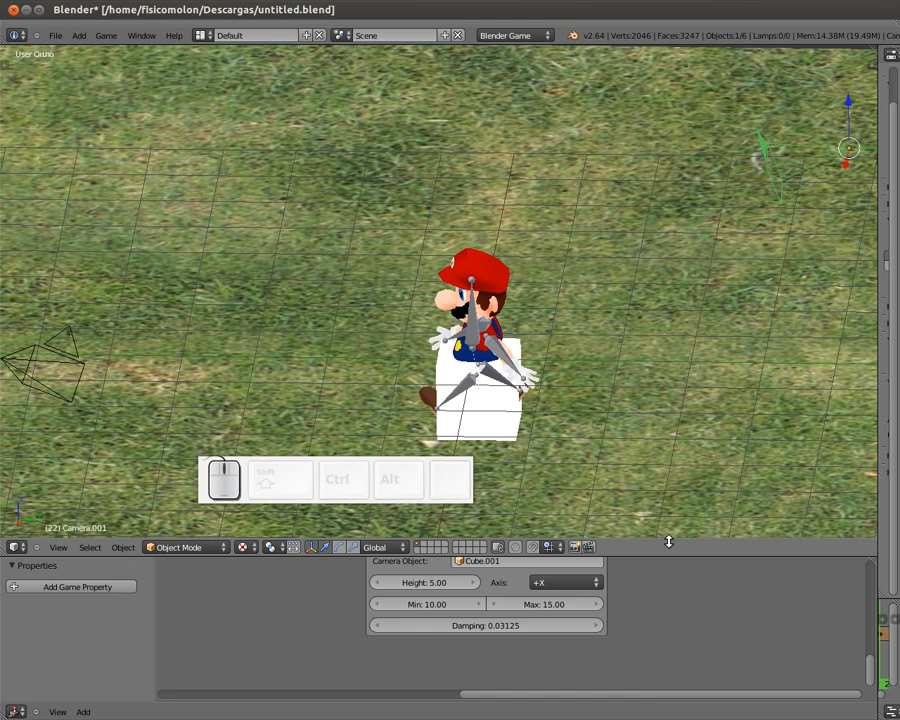 Blender* [/home/fisicomolon/Descargas/untitled.blend]
File Add Game Window Help Default Scene Blender Game v2.64 | Verts:2046 | Faces:3247 | Objects:1/6 | Lamps:0/0 | Mem:14.38M (19.49M) | Can
User Ortho
Shift
Ctrl Alt
(22) Camera.001
View Select Object Object Mode Global
Properties
Camera Object: Cube.001
Add Game Property
Height: 5.00 Axis: +X
Min: 10.00 Max: 15.00
Damping: 0.03125
2
View Add